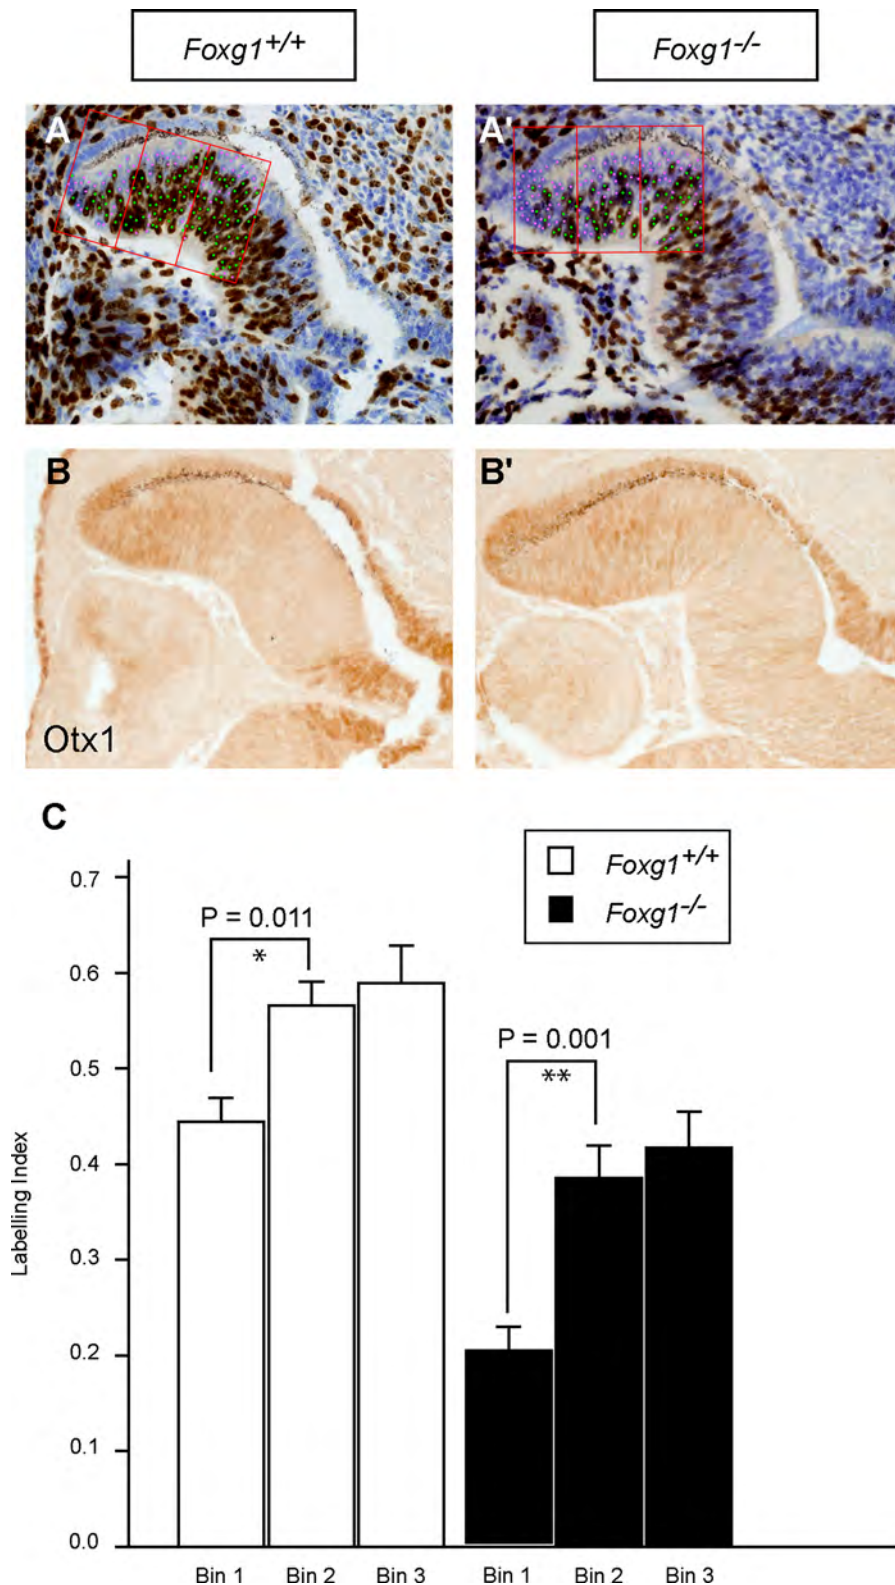 Foxg1+/+
Foxg1-/-
A
A'
B
B'
Otx1
C
Foxg1+/+
Foxg1-/-
0.7
0.6
0.5
0.4
0.3
0.2
0.1
0.0
Labelling Index
P = 0.011
*
P = 0.001
**
Bin 1 Bin 2 Bin 3 Bin 1 Bin 2 Bin 3